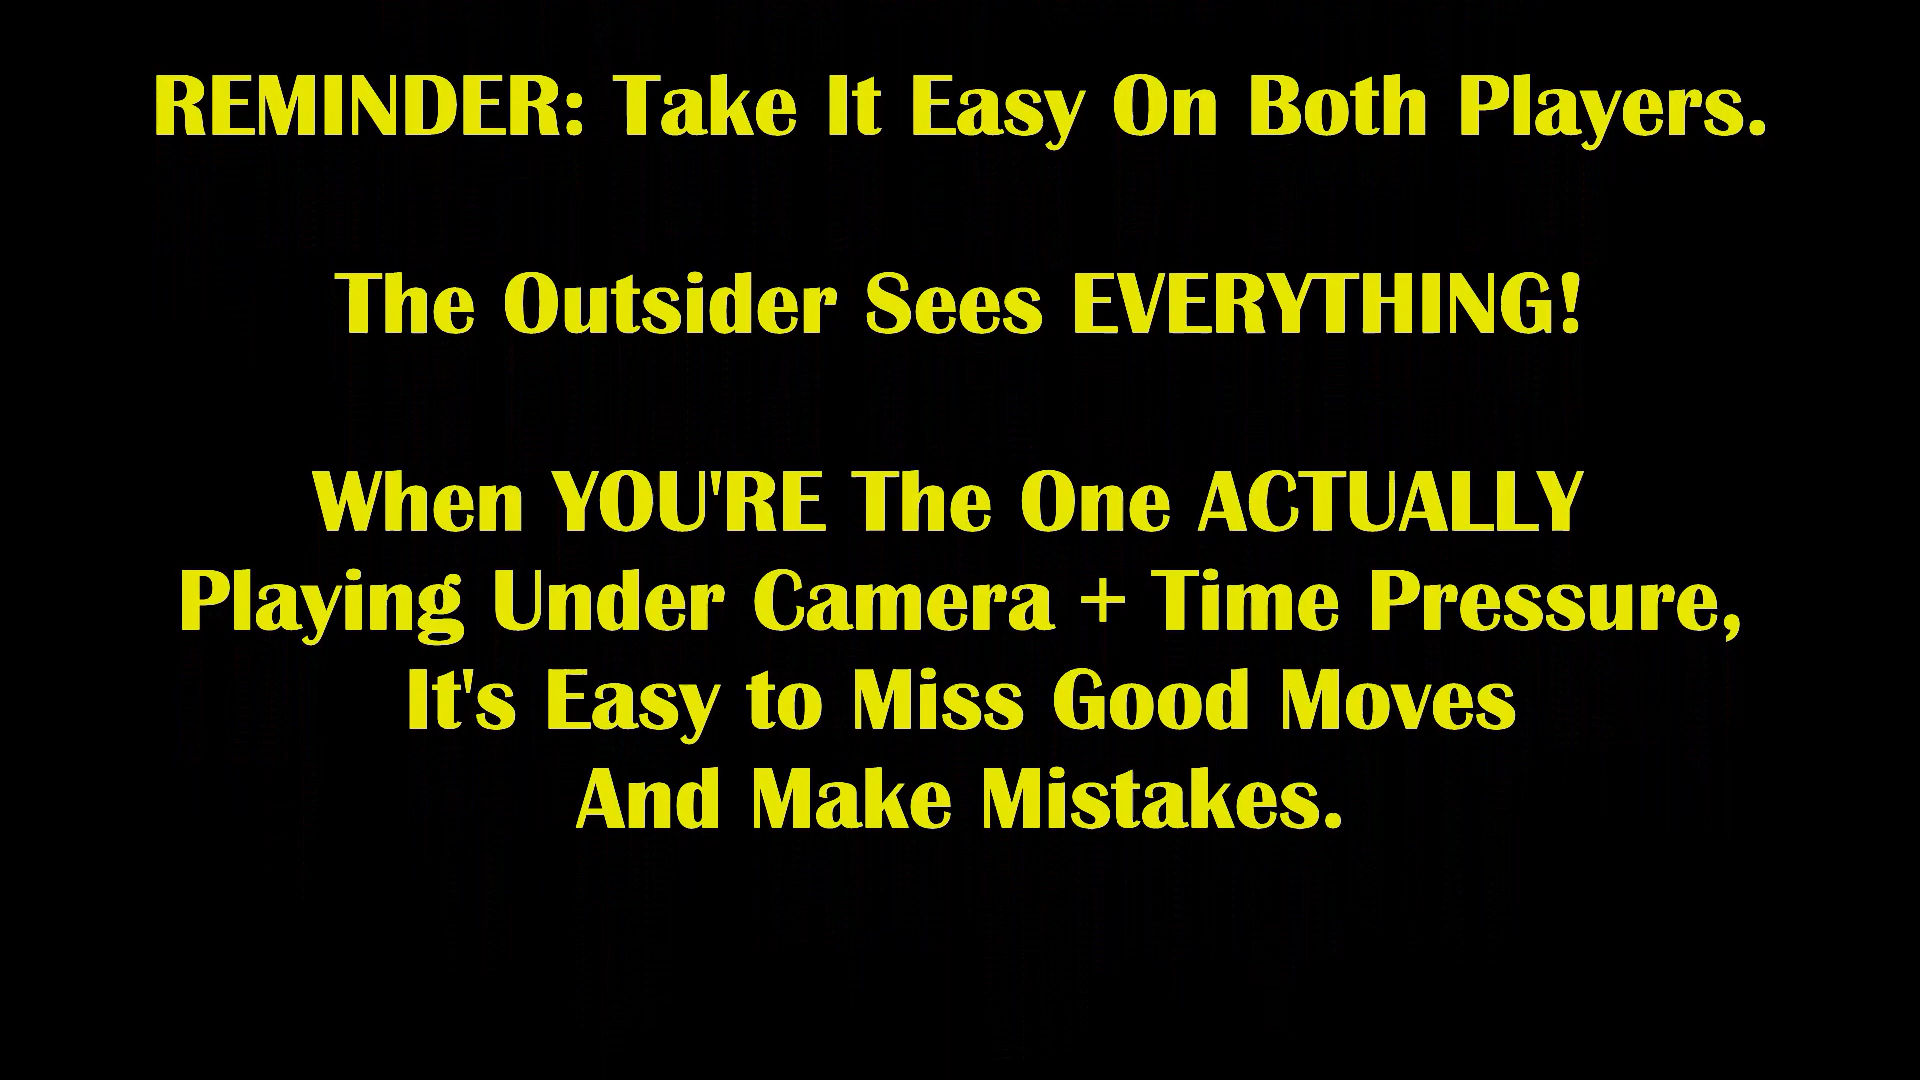 REMINDER: Take It Easy On Both Players.
The Outsider Sees EVERYTHING!
When YOU'RE The One ACTUALLY
Playing Under Camera + Time Pressure,
It's Easy to Miss Good Moves
And Make Mistakes.